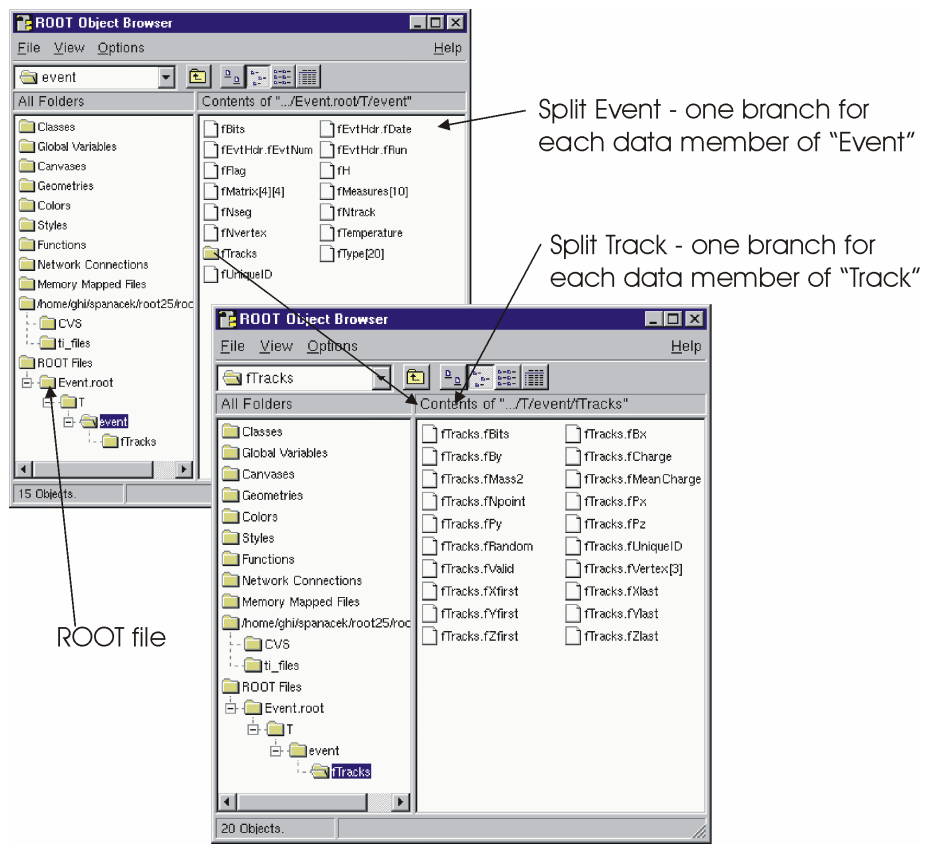 ROOT Object Browser
File View Options Help
event
All Folders
Contents of ".../Event.root/T/event"
Classes
Global Variables
Canvases
Geometries
Colors
Styles
Functions
Network Connections
Memory Mapped Files
/home/ghi/spanacek/root25/roc
CVS
ti_files
ROOT Files
Event.root
T
event
fTracks
15 Objects.
fBits fEvtHdr.fDate
fEvtHdr.fEvtNum fEvtHdr.fRun
fFlag fH
fMatrix[4][4] fMeasures[10]
fNseg fNtrack
fNvertex fTemperature
fTracks fType[20]
fUniqueID
Split Event - one branch for
each data member of “Event”
Split Track - one branch for
each data member of “Track”
ROOT file
ROOT Object Browser
File View Options Help
fTracks
All Folders
Contents of ".../T/event/fTracks"
Classes
Global Variables
Canvases
Geometries
Colors
Styles
Functions
Network Connections
Memory Mapped Files
/home/ghi/spanacek/root25/roc
CVS
ti_files
ROOT Files
Event.root
T
event
fTracks
20 Objects.
fTracks.fBits fTracks.fBx
fTracks.fBy fTracks.fCharge
fTracks.fMass2 fTracks.fMeanCharge
fTracks.fNpoint fTracks.fPx
fTracks.fPy fTracks.fPz
fTracks.fRandom fTracks.fUniqueID
fTracks.fValid fTracks.fVertex[3]
fTracks.fXfirst fTracks.fXlast
fTracks.fYfirst fTracks.fYlast
fTracks.fZfirst fTracks.fZlast